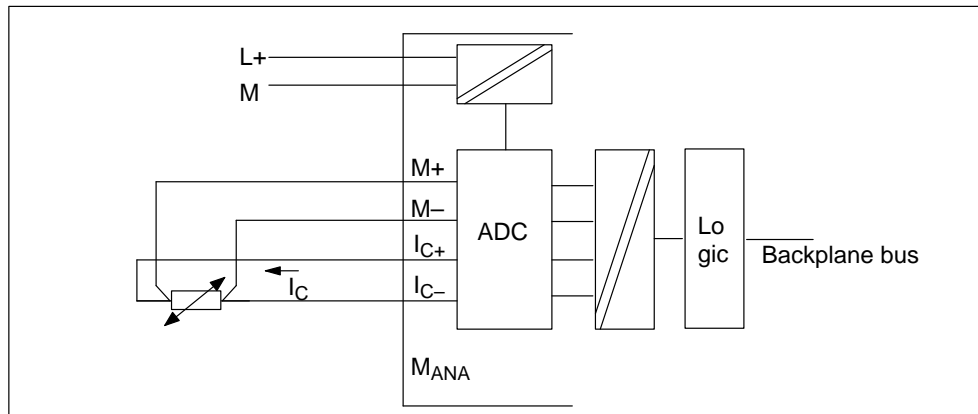 L+
M
M+
M–
I_C+
I_C
I_C–
ADC
Lo
gic
Backplane bus
M_ANA